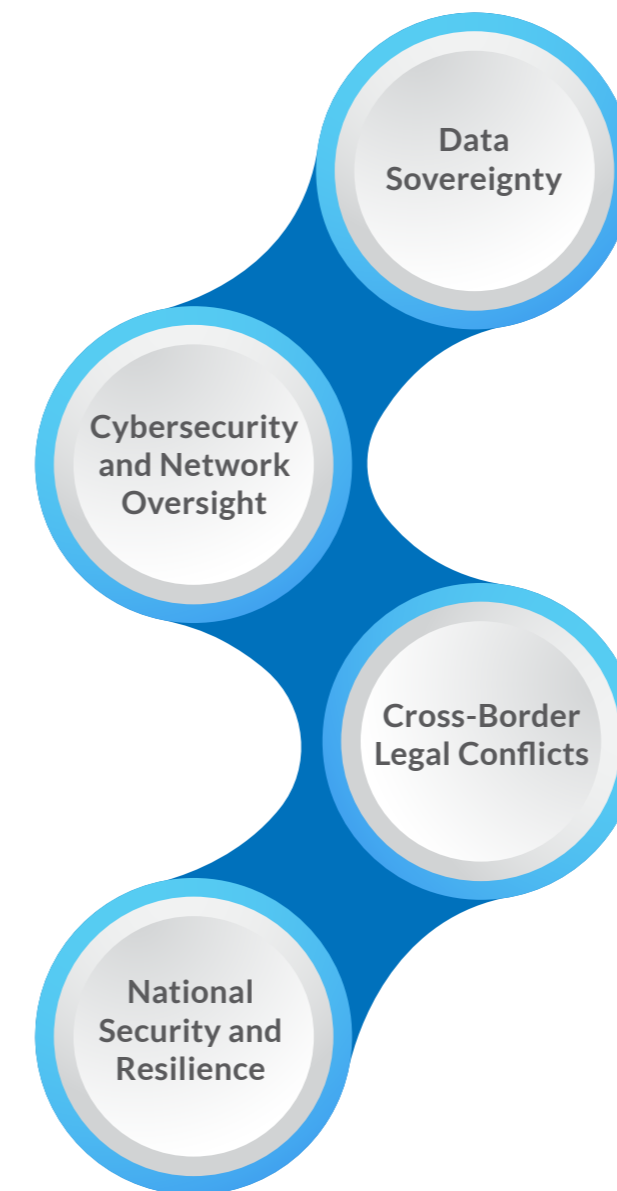 Data
Sovereignty
Cybersecurity
and Network
Oversight
Cross-Border
Legal Conflicts
National
Security and
Resilience